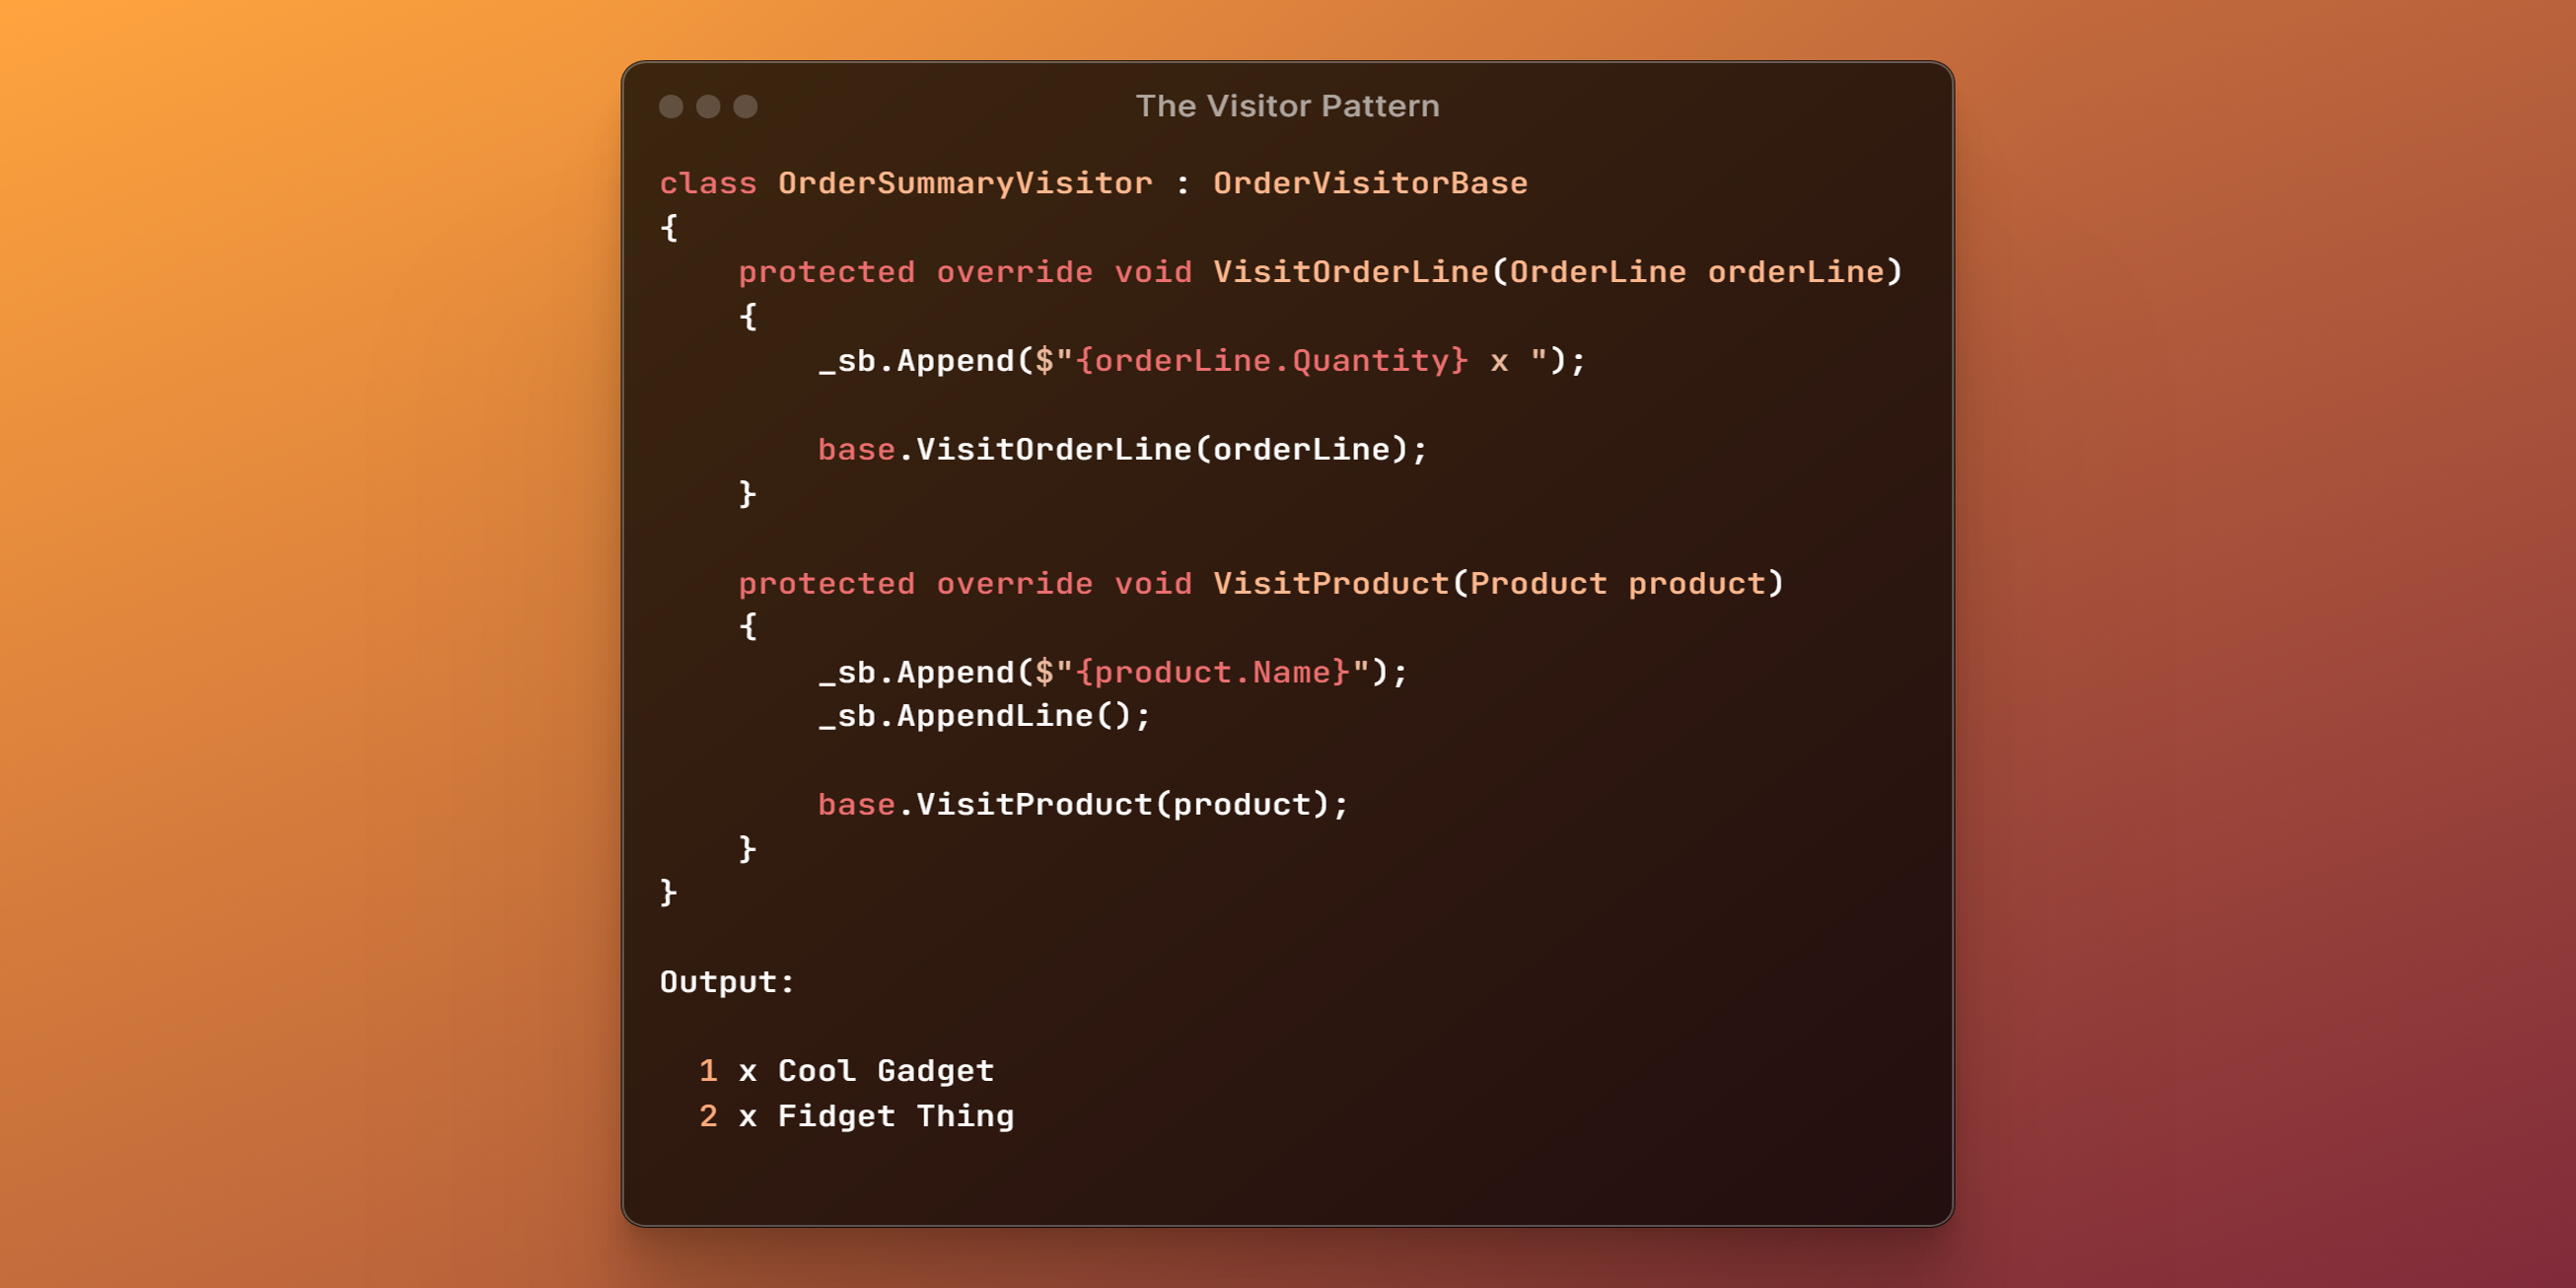 The Visitor Pattern
class OrderSummaryVisitor : OrderVisitorBase
{
    protected override void VisitOrderLine(OrderLine orderLine)
    {
        _sb.Append($"{orderLine.Quantity} x ");

        base.VisitOrderLine(orderLine);
    }

    protected override void VisitProduct(Product product)
    {
        _sb.Append($"{product.Name}");
        _sb.AppendLine();

        base.VisitProduct(product);
    }
}

Output:

  1 x Cool Gadget
  2 x Fidget Thing